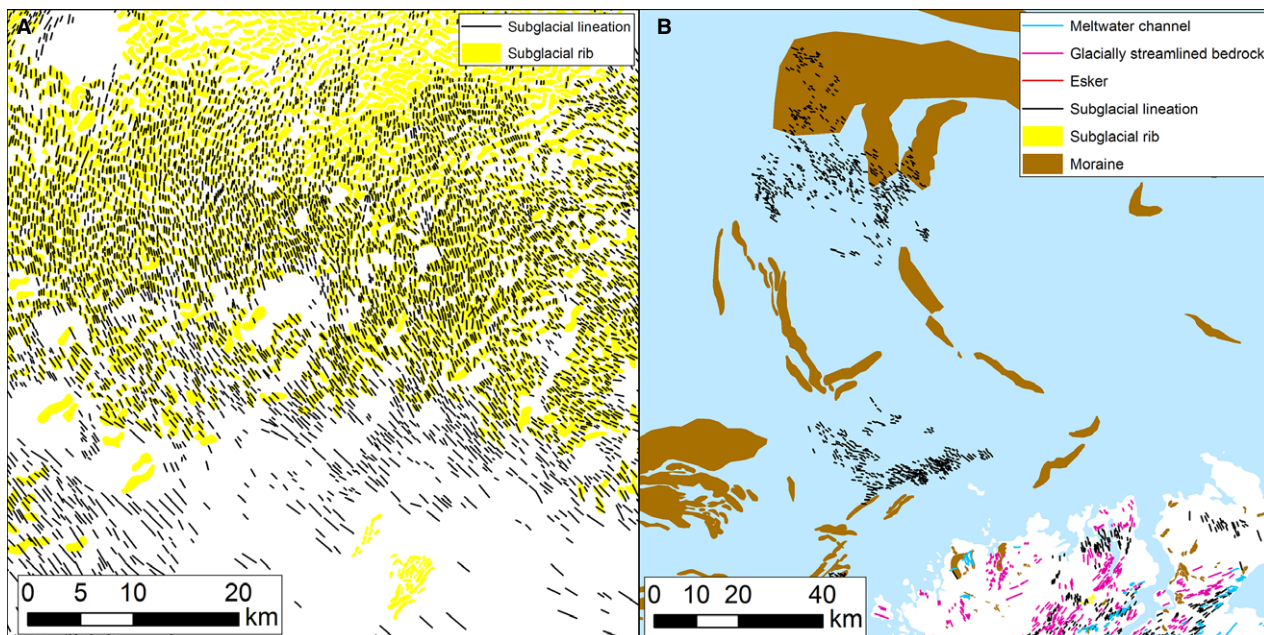 A
Subglacial lineation
Subglacial rib
0 5 10 20
km
B
Meltwater channel
Glacially streamlined bedrock
Esker
Subglacial lineation
Subglacial rib
Moraine
0 10 20 40
km